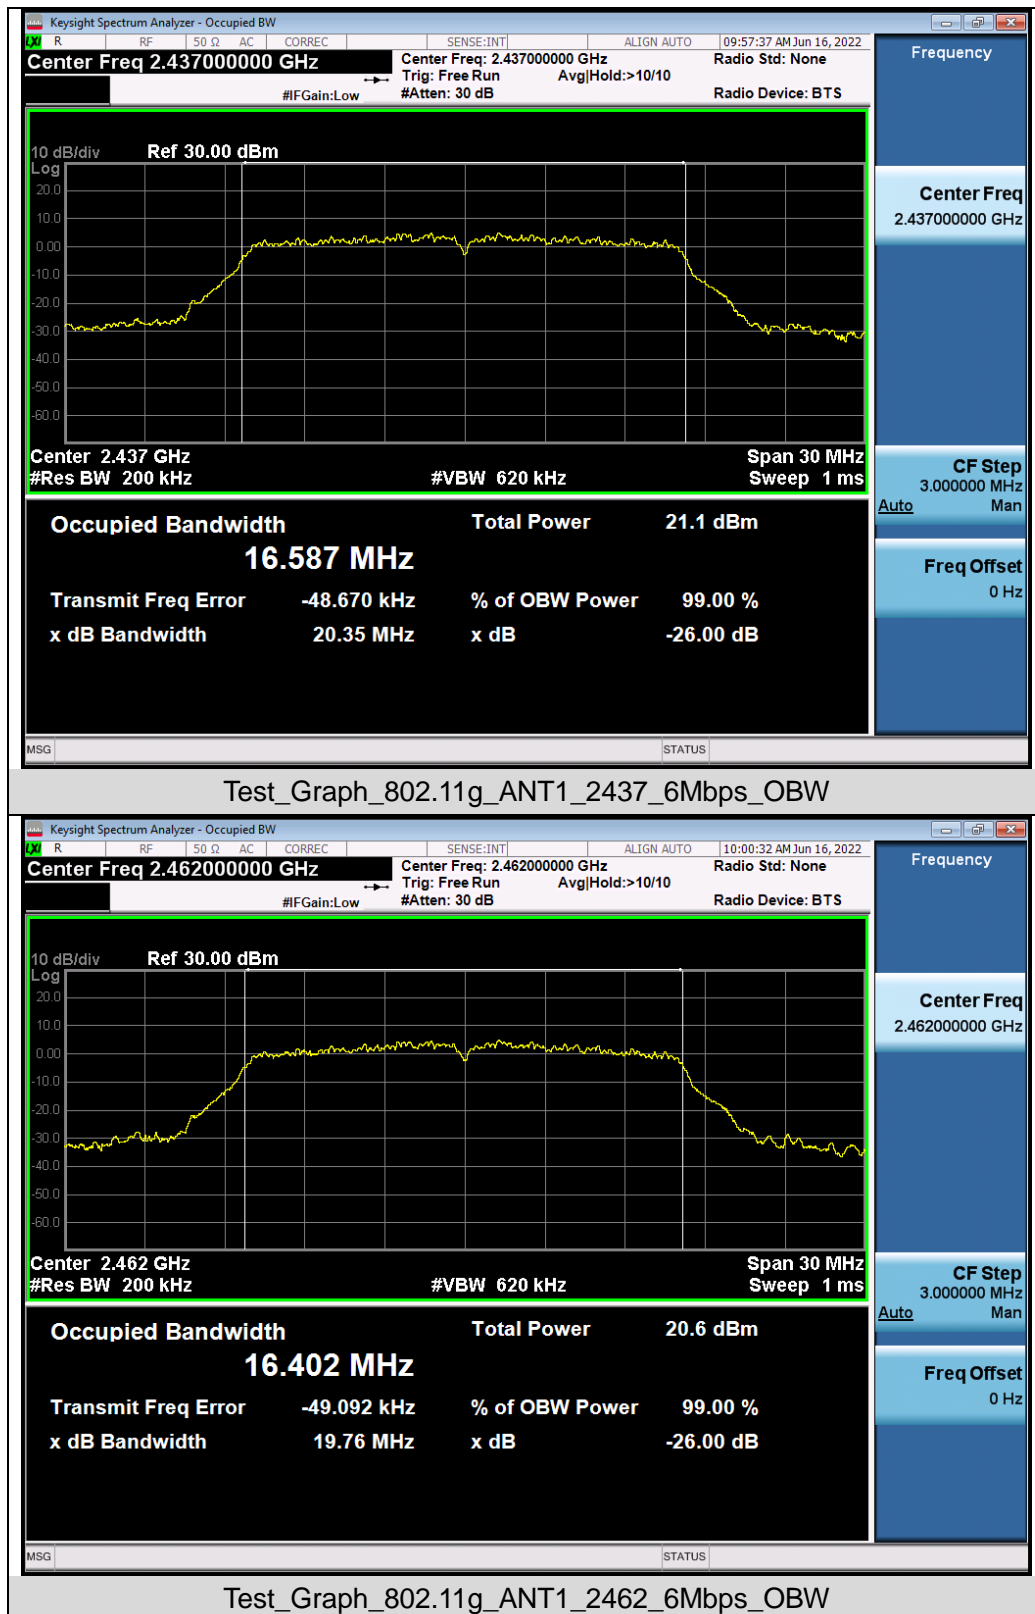 Keysight Spectrum Analyzer - Occupied BW
LXI R RF 50 Ω AC CORREC SENSE:INT ALIGN AUTO 09:57:37 AM Jun 16, 2022
Center Freq 2.437000000 GHz
Center Freq: 2.437000000 GHz
Radio Std: None
Trig: Free Run Avg|Hold:>10/10
#IFGain:Low
#Atten: 30 dB
Radio Device: BTS
10 dB/div Ref 30.00 dBm
Log
20.0
10.0
0.00
-10.0
-20.0
-30.0
-40.0
-50.0
-60.0
Center 2.437 GHz
Span 30 MHz
#Res BW 200 kHz
#VBW 620 kHz
Sweep 1 ms
Occupied Bandwidth
Total Power 21.1 dBm
16.587 MHz
Transmit Freq Error -48.670 kHz
% of OBW Power 99.00 %
x dB Bandwidth 20.35 MHz
x dB -26.00 dB
Frequency
Center Freq
2.437000000 GHz
CF Step
3.000000 MHz
Auto Man
Freq Offset
0 Hz
MSG STATUS
Test_Graph_802.11g_ANT1_2437_6Mbps_OBW
Keysight Spectrum Analyzer - Occupied BW
LXI R RF 50 Ω AC CORREC SENSE:INT ALIGN AUTO 10:00:32 AM Jun 16, 2022
Center Freq 2.462000000 GHz
Center Freq: 2.462000000 GHz
Radio Std: None
Trig: Free Run Avg|Hold:>10/10
#IFGain:Low
#Atten: 30 dB
Radio Device: BTS
10 dB/div Ref 30.00 dBm
Log
20.0
10.0
0.00
-10.0
-20.0
-30.0
-40.0
-50.0
-60.0
Center 2.462 GHz
Span 30 MHz
#Res BW 200 kHz
#VBW 620 kHz
Sweep 1 ms
Occupied Bandwidth
Total Power 20.6 dBm
16.402 MHz
Transmit Freq Error -49.092 kHz
% of OBW Power 99.00 %
x dB Bandwidth 19.76 MHz
x dB -26.00 dB
Frequency
Center Freq
2.462000000 GHz
CF Step
3.000000 MHz
Auto Man
Freq Offset
0 Hz
MSG STATUS
Test_Graph_802.11g_ANT1_2462_6Mbps_OBW